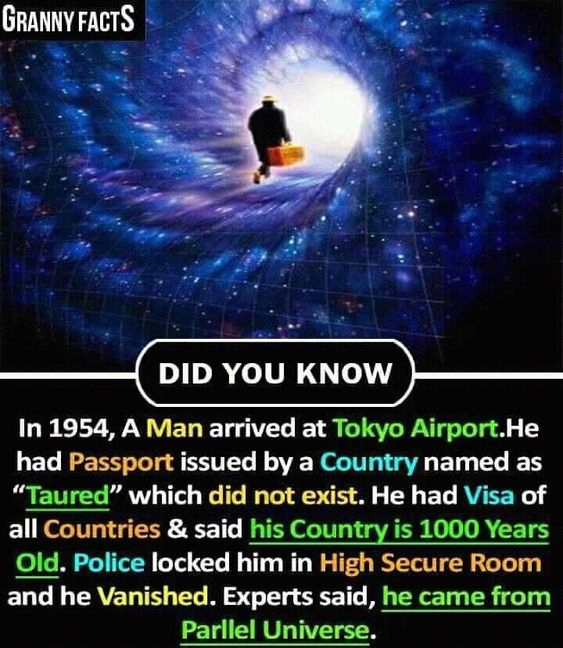 GRANNY FACTS
DID YOU KNOW
In 1954, A Man arrived at Tokyo Airport.He
had Passport issued by a Country named as
“Taured” which did not exist. He had Visa of
all Countries & said his Country is 1000 Years
Old. Police locked him in High Secure Room
and he Vanished. Experts said, he came from
Parllel Universe.